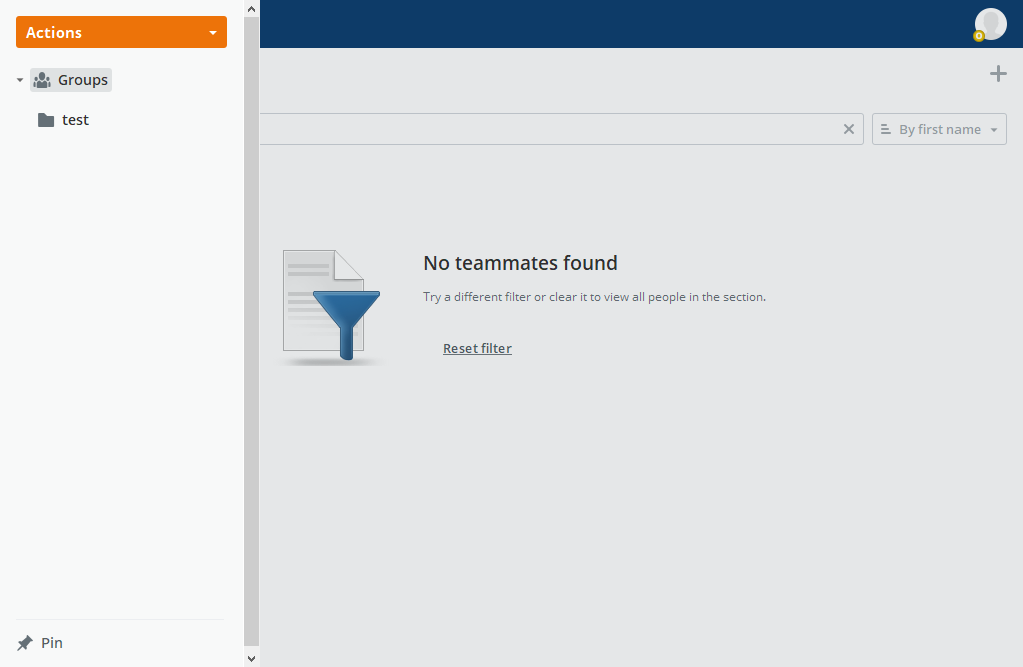 Actions
Groups
test
By first name
No teammates found
Try a different filter or clear it to view all people in the section.
Reset filter
Pin